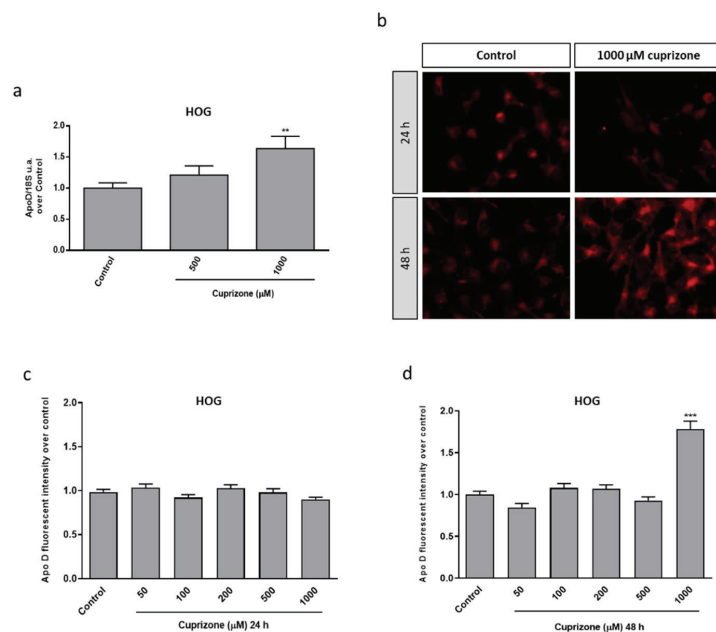 a
HOG
ApoD/18S u.a.
over Control
2.0
1.5
1.0
0.5
0.0
Control
500
1000
**
Cuprizone (μM)
b
Control
1000 μM cuprizone
24 h
48 h
c
HOG
Apo D fluorescent intensity over control
2.0
1.5
1.0
0.5
0.0
Control
50
100
200
500
1000
Cuprizone (μM) 24 h
d
HOG
Apo D fluorescent intensity over control
2.0
1.5
1.0
0.5
0.0
***
Control
50
100
200
500
1000
Cuprizone (μM) 48 h